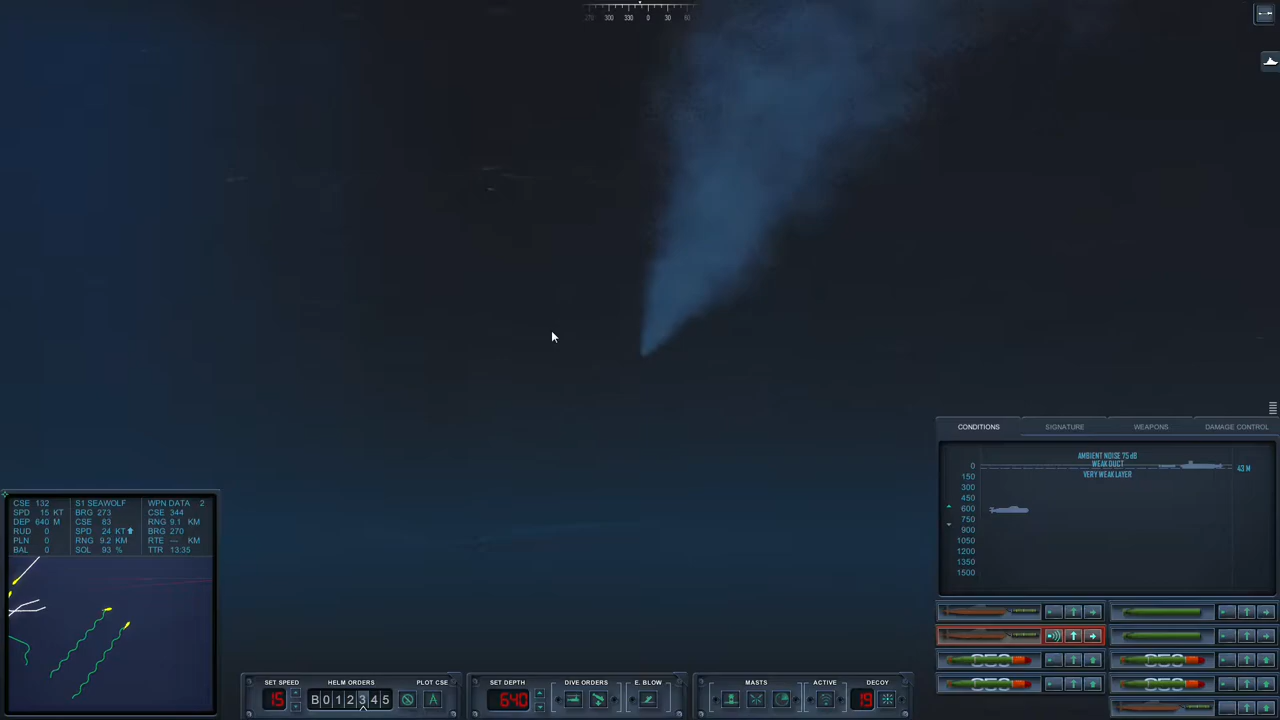 270 300 330 0 30 60
CONDITIONS SIGNATURE WEAPONS DAMAGE CONTROL
AMBIENT NOISE 75 dB
WEAK DUCT
VERY WEAK LAYER
43 M
0
150
300
450
600
750
900
1050
1200
1350
1500
CSE 132 S1 SEAWOLF WPN DATA 2
SPD 15 KT BRG 273 CSE 344
DEP 640 M CSE 83 RNG 9.1 KM
RUD 0 SPD 24 KT BRG 270
PLN 0 RNG 9.2 KM RTE --- KM
BAL 0 SOL 93 % TTR 13:35
SET SPEED HELM ORDERS PLOT CSE
15 B 0 1 2 3 4 5 A
SET DEPTH DIVE ORDERS E. BLOW
640
MASTS ACTIVE DECOY
19